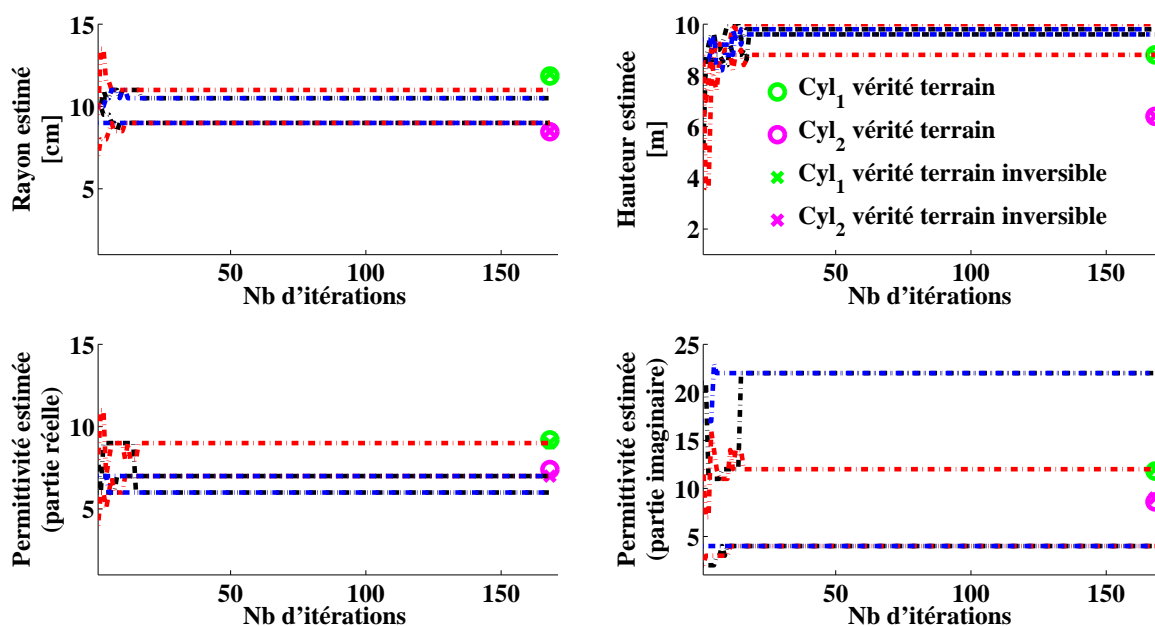 15
10
5
50
100
150
Rayon estimé
[cm]
Nb d'itérations
10
8
6
4
2
50
100
150
Hauteur estimée
[m]
Nb d'itérations
Cyl1 vérité terrain
Cyl2 vérité terrain
Cyl1 vérité terrain inversible
Cyl2 vérité terrain inversible
15
10
5
50
100
150
Permittivité estimée
(partie réelle)
Nb d'itérations
25
20
15
10
5
50
100
150
Permittivité estimée
(partie imaginaire)
Nb d'itérations